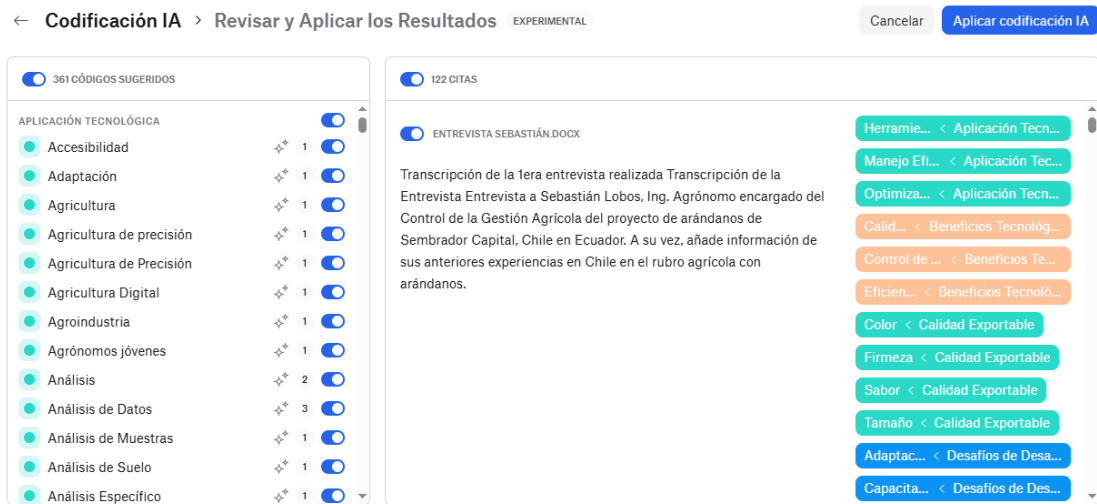 ← Codificación IA > Revisar y Aplicar los Resultados EXPERIMENTAL
Cancelar
Aplicar codificación IA
361 CÓDIGOS SUGERIDOS
APLICACIÓN TECNOLÓGICA
Accesibilidad 1
Adaptación 1
Agricultura 1
Agricultura de precisión 1
Agricultura de Precisión 1
Agricultura Digital 1
Agroindustria 1
Agrónomos jóvenes 1
Análisis 2
Análisis de Datos 3
Análisis de Muestras 1
Análisis de Suelo 1
Análisis Específico 1
122 CITAS
ENTREVISTA SEBASTIÁN.DOCX
Transcripción de la 1era entrevista realizada Transcripción de la
Entrevista Entrevista a Sebastián Lobos, Ing. Agrónomo encargado del
Control de la Gestión Agrícola del proyecto de arándanos de
Sembrador Capital, Chile en Ecuador. A su vez, añade información de
sus anteriores experiencias en Chile en el rubro agrícola con
arándanos.
Herramie... < Aplicación Tecn...
Manejo Efi... < Aplicación Tec...
Optimiza... < Aplicación Tecn...
Calid... < Beneficios Tecnológ...
Control de ... < Beneficios Te...
Eficien... < Beneficios Tecnoló...
Color < Calidad Exportable
Firmeza < Calidad Exportable
Sabor < Calidad Exportable
Tamaño < Calidad Exportable
Adaptac... < Desafíos de Desa...
Capacita... < Desafíos de Des...